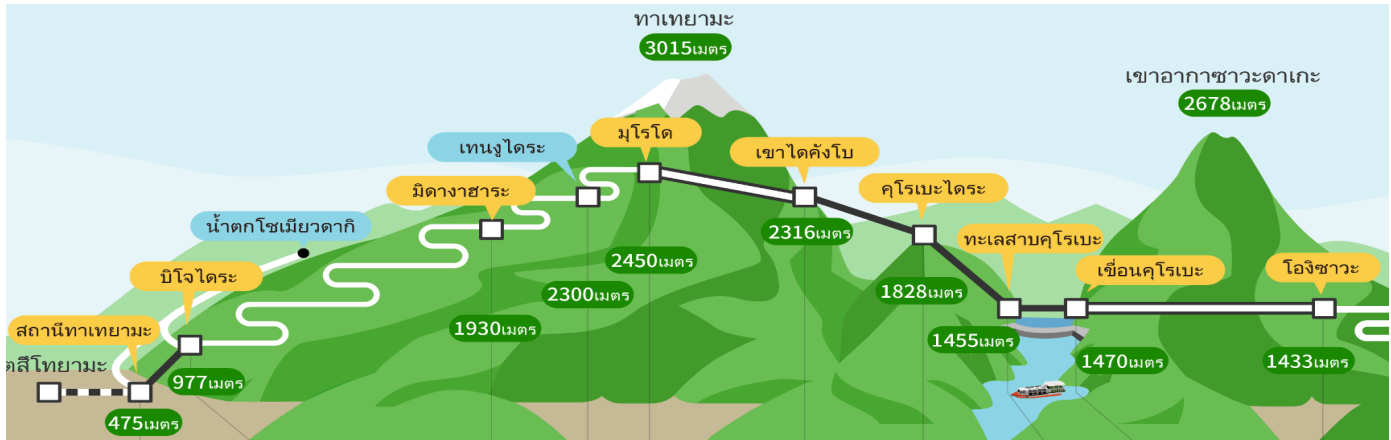 ทาเทยามะ
3015เมตร
เขาอากาซาวะดาเกะ
2678เมตร
มุโรโด
เทนงูไดระ
เขาไดคังโบ
มิดางาฮาระ
คุโรเบะไดระ
น้ำตกโชเมียวดากิ
ทะเลสาบคุโรเบะ
บิโจไดระ
เขื่อนคุโรเบะ
โองิซาวะ
สถานีทาเทยามะ
ตสึโทยามะ
2450เมตร
2316เมตร
2300เมตร
1828เมตร
1930เมตร
1455เมตร
1470เมตร
1433เมตร
977เมตร
475เมตร